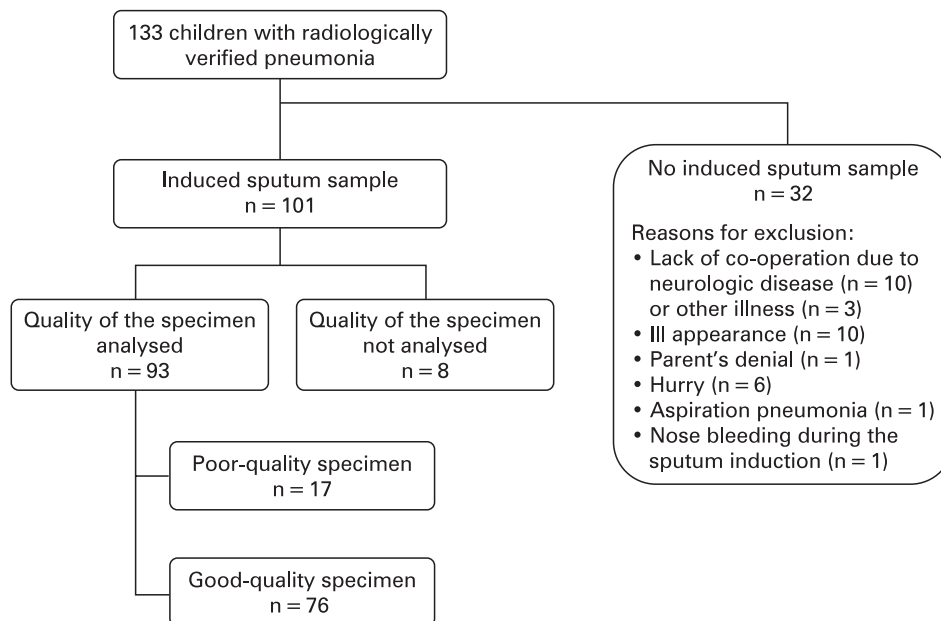 133 children with radiologically
verified pneumonia
Induced sputum sample
n = 101
No induced sputum sample
n = 32
Reasons for exclusion:
• Lack of co-operation due to
neurologic disease (n = 10)
or other illness (n = 3)
• Ill appearance (n = 10)
• Parent's denial (n = 1)
• Hurry (n = 6)
• Aspiration pneumonia (n = 1)
• Nose bleeding during the
sputum induction (n = 1)
Quality of the specimen
analysed
n = 93
Quality of the specimen
not analysed
n = 8
Poor-quality specimen
n = 17
Good-quality specimen
n = 76